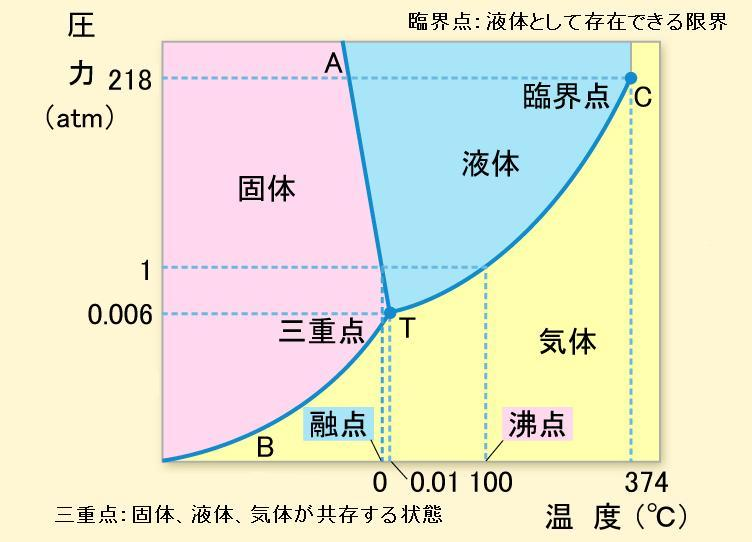 圧
力
(atm)
臨界点：液体として存在できる限界
218
A
臨界点
C
固体
液体
1
0.006
三重点
T
気体
B
融点
沸点
0
0.01
100
374
温 度(℃)
三重点：固体、液体、気体が共存する状態